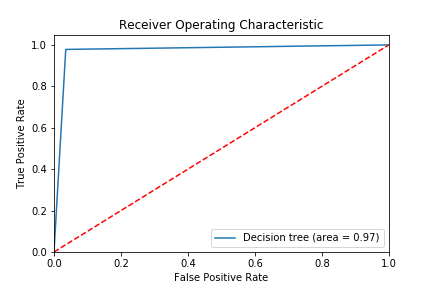 Receiver Operating Characteristic
True Positive Rate
1.0
0.8
0.6
0.4
0.2
0.0
Decision tree (area = 0.97)
0.0 0.2 0.4 0.6 0.8 1.0
False Positive Rate